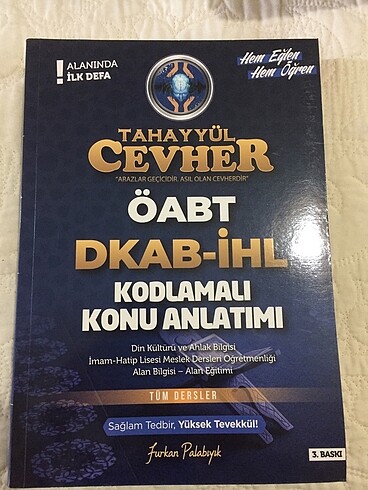 ! ALANINDA
İLK DEFA
Hem Eğlen
Hem Öğren
TAHAYYÜL
CEVHER
"ARAZLAR GEÇİCİDİR. ASIL OLAN CEVHERDİR"
ÖABT
DKAB-İHL
KODLAMALI
KONU ANLATIMI
Din Kültürü ve Ahlak Bilgisi
İmam-Hatip Lisesi Meslek Dersleri Öğretmenliği
Alan Bilgisi – Alan Eğitimi
TÜM DERSLER
Sağlam Tedbir, Yüksek Tevekkül!
Furkan Palabıyık
3. BASKI